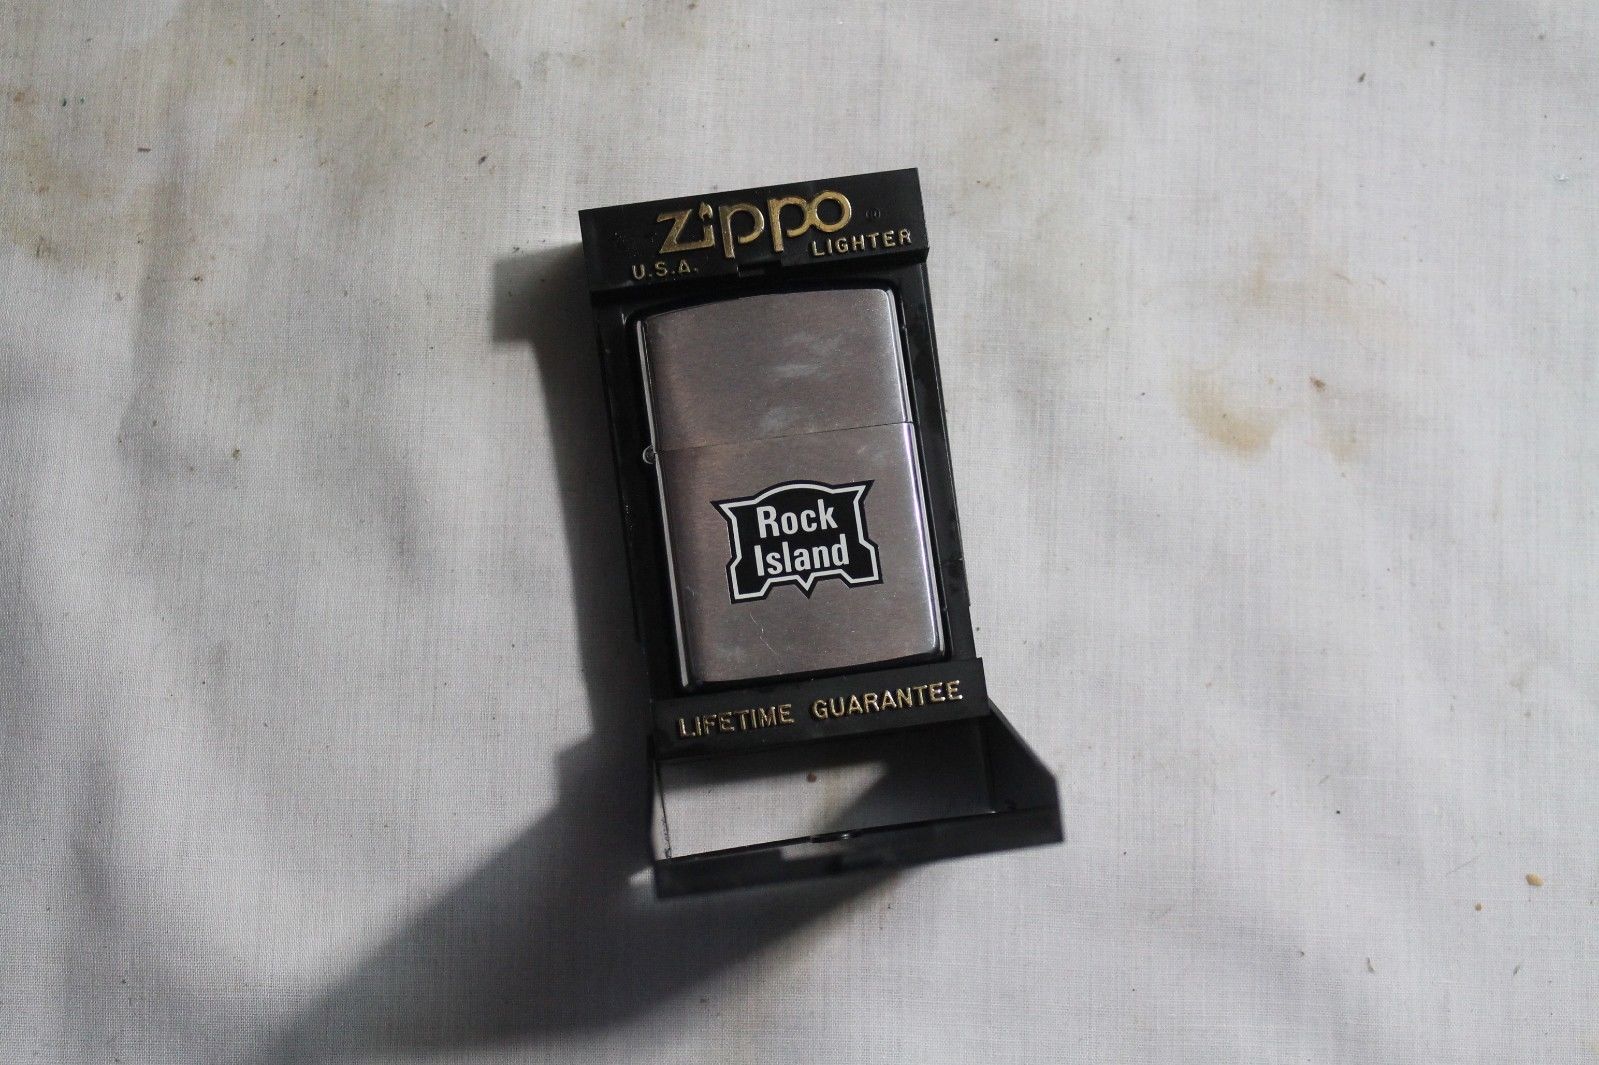 Zippo
U.S.A. LIGHTER
Rock
Island
LIFETIME GUARANTEE